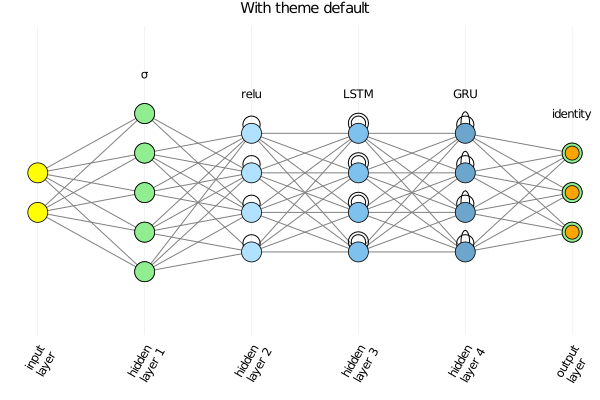 With theme default
σ
relu
LSTM
GRU
identity
input
layer
hidden
layer 1
hidden
layer 2
hidden
layer 3
hidden
layer 4
output
layer